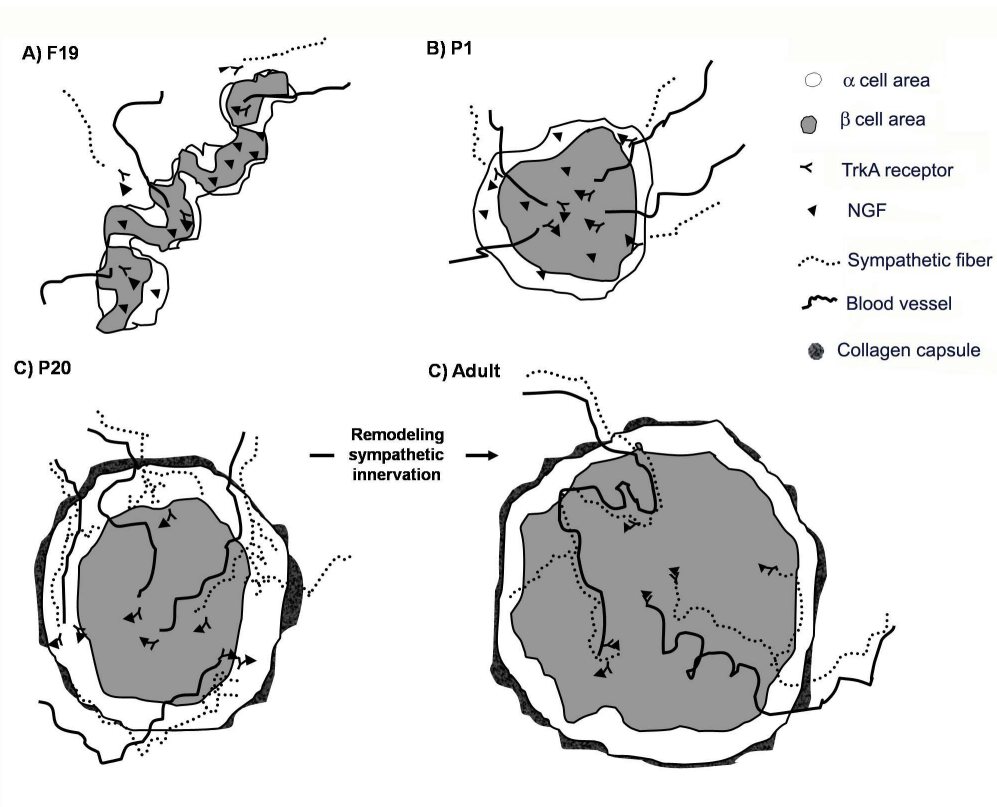 A) F19
B) P1
α cell area
β cell area
TrkA receptor
NGF
Sympathetic fiber
Blood vessel
Collagen capsule
C) P20
C) Adult
Remodeling
sympathetic
innervation